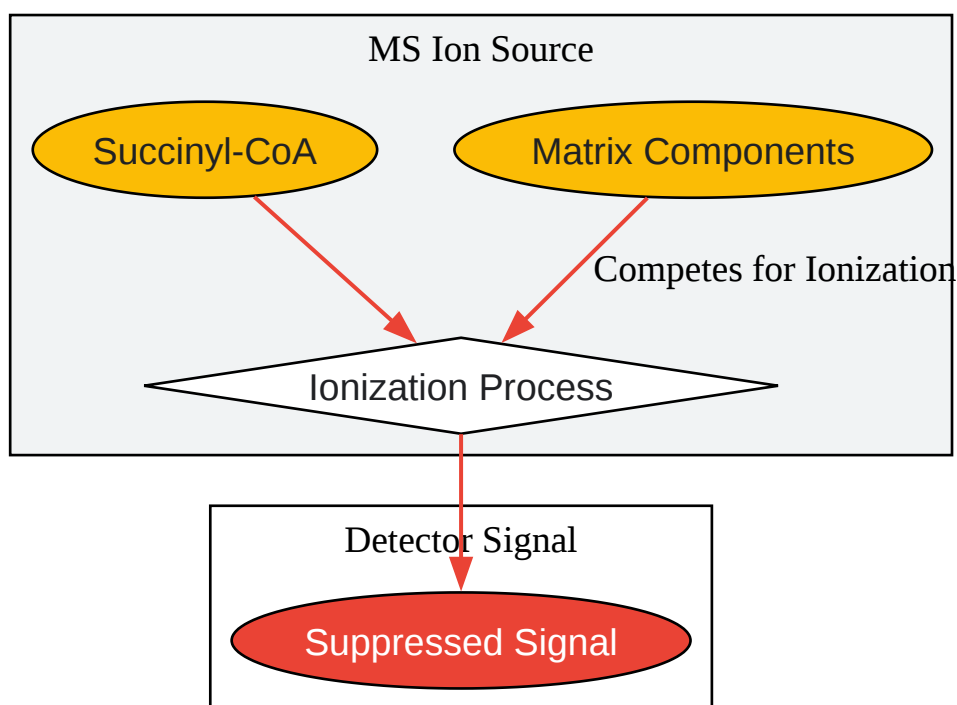 MS Ion Source
Succinyl-CoA
Matrix Components
Competes for Ionization
Ionization Process
Detector Signal
Suppressed Signal